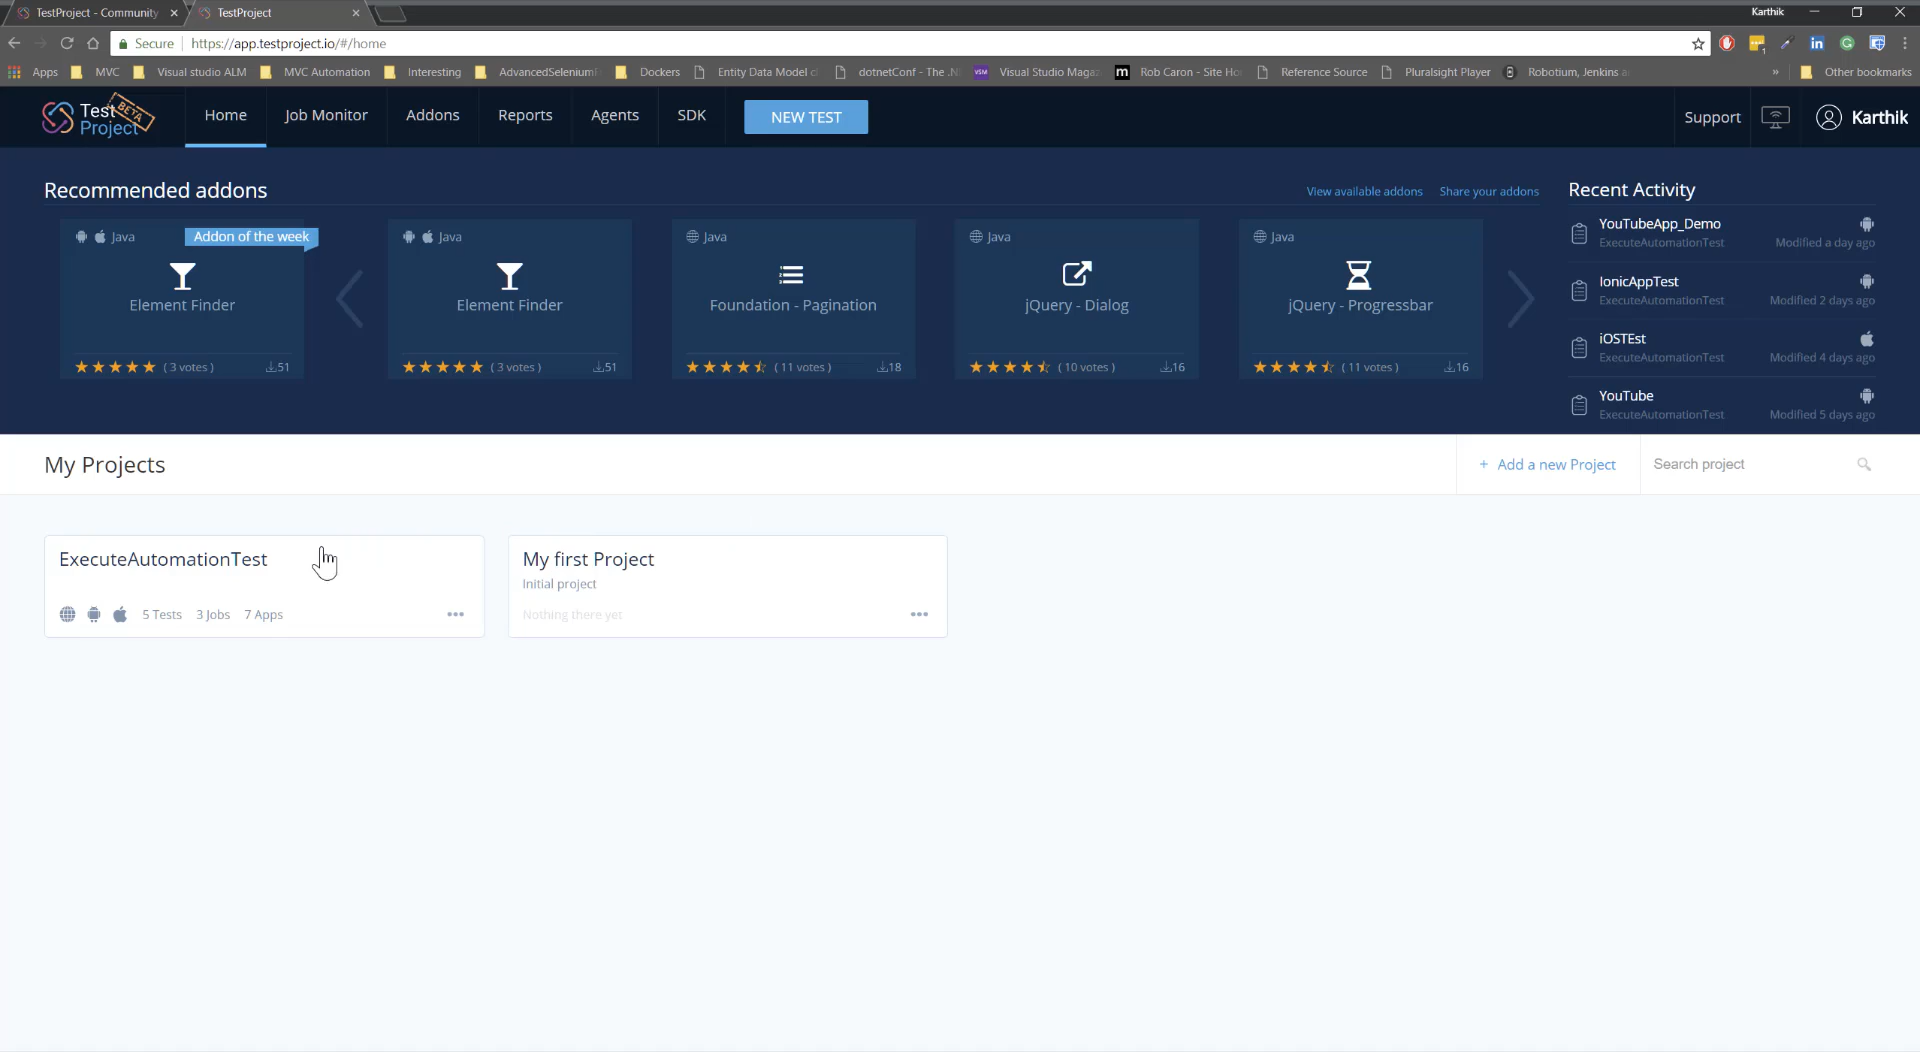 TestProject - Community
TestProject
Karthik
Secure
https://app.testproject.io/#/home
Apps
MVC
Visual studio ALM
MVC Automation
Interesting
AdvancedSelenium
Dockers
Entity Data Model
dotnetConf - The
Visual Studio Magaz
Rob Caron - Site Ho
Reference Source
Pluralsight Player
Robotium, Jenkins
»
Other bookmarks
Test
Project
BETA
Home
Job Monitor
Addons
Reports
Agents
SDK
NEW TEST
Support
Karthik
Recommended addons
View available addons
Share your addons
Java
Addon of the week
Element Finder
( 3 votes )
51
Java
Element Finder
( 3 votes )
51
Java
Foundation - Pagination
( 11 votes )
18
Java
jQuery - Dialog
( 10 votes )
16
Java
jQuery - Progressbar
( 11 votes )
16
Recent Activity
YouTubeApp_Demo
ExecuteAutomationTest
Modified a day ago
IonicAppTest
ExecuteAutomationTest
Modified 2 days ago
iOSTEst
ExecuteAutomationTest
Modified 4 days ago
YouTube
ExecuteAutomationTest
Modified 5 days ago
My Projects
+ Add a new Project
Search project
ExecuteAutomationTest
5 Tests 3 Jobs 7 Apps
My first Project
Initial project
Nothing there yet